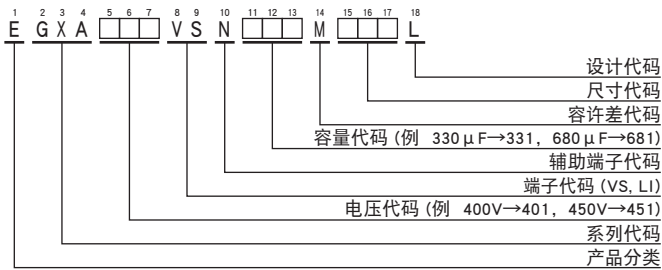 1 2 3 4 5 6 7 8 9 10 11 12 13 14 15 16 17 18
E GXA □□□ VS N □□□ M □□□ L
设计代码
尺寸代码
容许差代码
容量代码 (例 330μF→331, 680μF→681)
辅助端子代码
端子代码 (VS, LI)
电压代码 (例 400V→401, 450V→451)
系列代码
产品分类